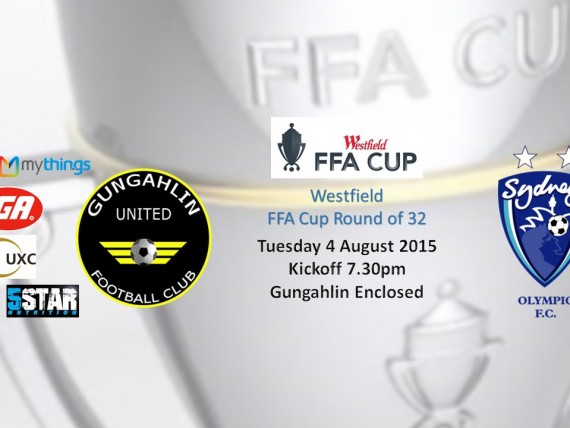 FFA CUP
Westfield
FFA CUP
mythings
GA
UXC
5STAR
NUTRITION
GUNGAHLIN
UNITED
FOOTBALL CLUB
Westfield
FFA Cup Round of 32
Tuesday 4 August 2015
Kickoff 7.30pm
Gungahlin Enclosed
Sydney
OLYMPIC
F.C.